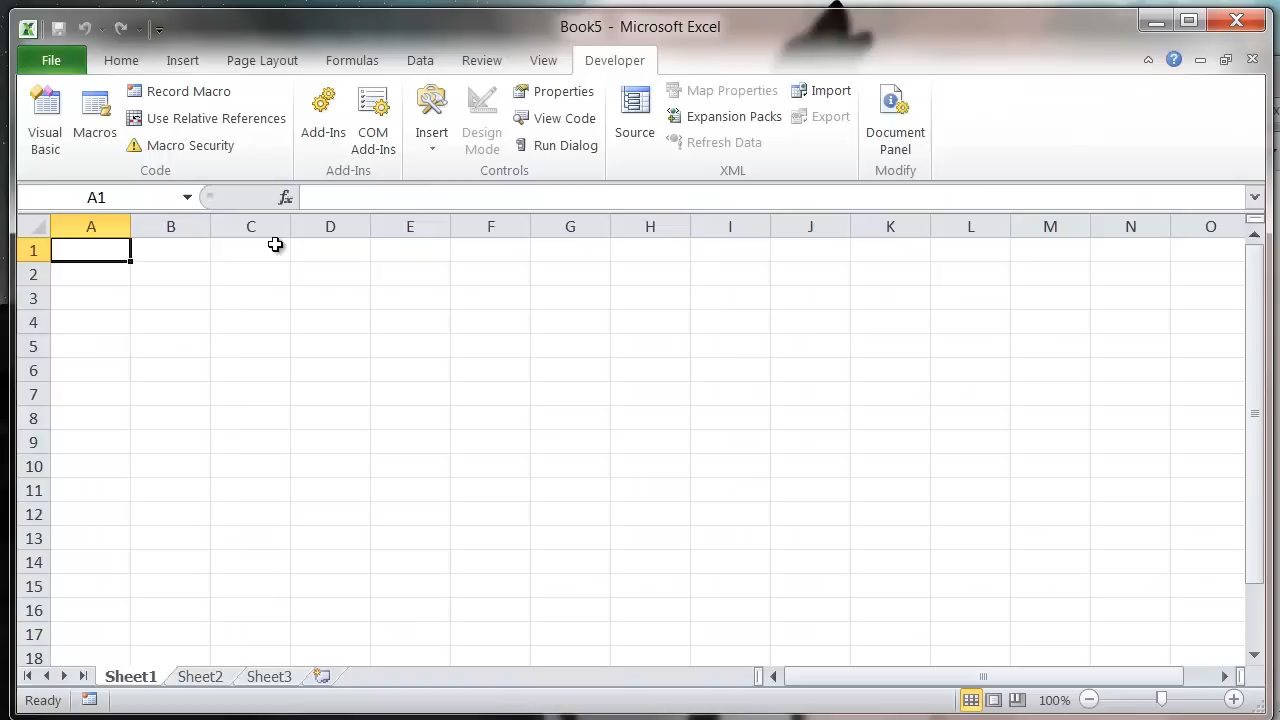 Book5 - Microsoft Excel
File Home Insert Page Layout Formulas Data Review View Developer
Visual Basic
Macros
Record Macro
Use Relative References
Macro Security
Code
Add-Ins
COM Add-Ins
Add-Ins
Insert
Design Mode
Properties
View Code
Run Dialog
Controls
Source
Map Properties
Expansion Packs
Refresh Data
Import
Export
XML
Document Panel
Modify
A1
fx
A B C D E F G H I J K L M N O
1
2
3
4
5
6
7
8
9
10
11
12
13
14
15
16
17
18
Sheet1 Sheet2 Sheet3
Ready
100%